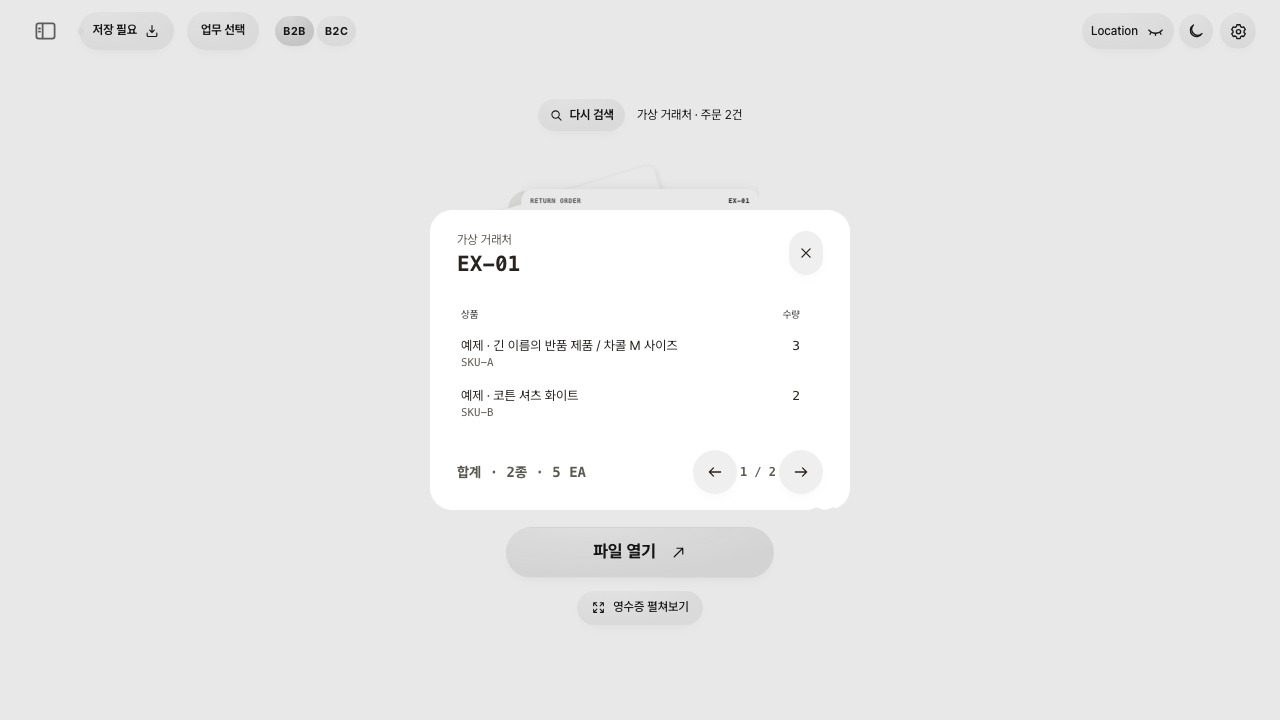 저장 필요
업무 선택
B2B
B2C
Location
다시 검색
가상 거래처 · 주문 2건
RETURN ORDER
EX–01
가상 거래처
EX–01
상품
수량
예제 · 긴 이름의 반품 제품 / 차콜 M 사이즈
3
SKU–A
예제 · 코튼 셔츠 화이트
2
SKU–B
합계 · 2종 · 5 EA
1 / 2
파일 열기
영수증 펼쳐보기